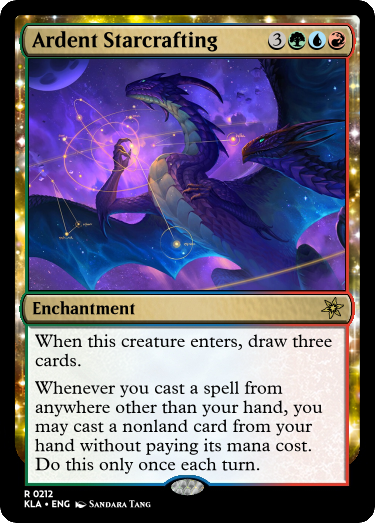 Ardent Starcrafting 3
Enchantment
When this creature enters, draw three
cards.
Whenever you cast a spell from
anywhere other than your hand, you
may cast a nonland card from your
hand without paying its mana cost.
Do this only once each turn.
R 0212
KLA • ENG Sandara Tang